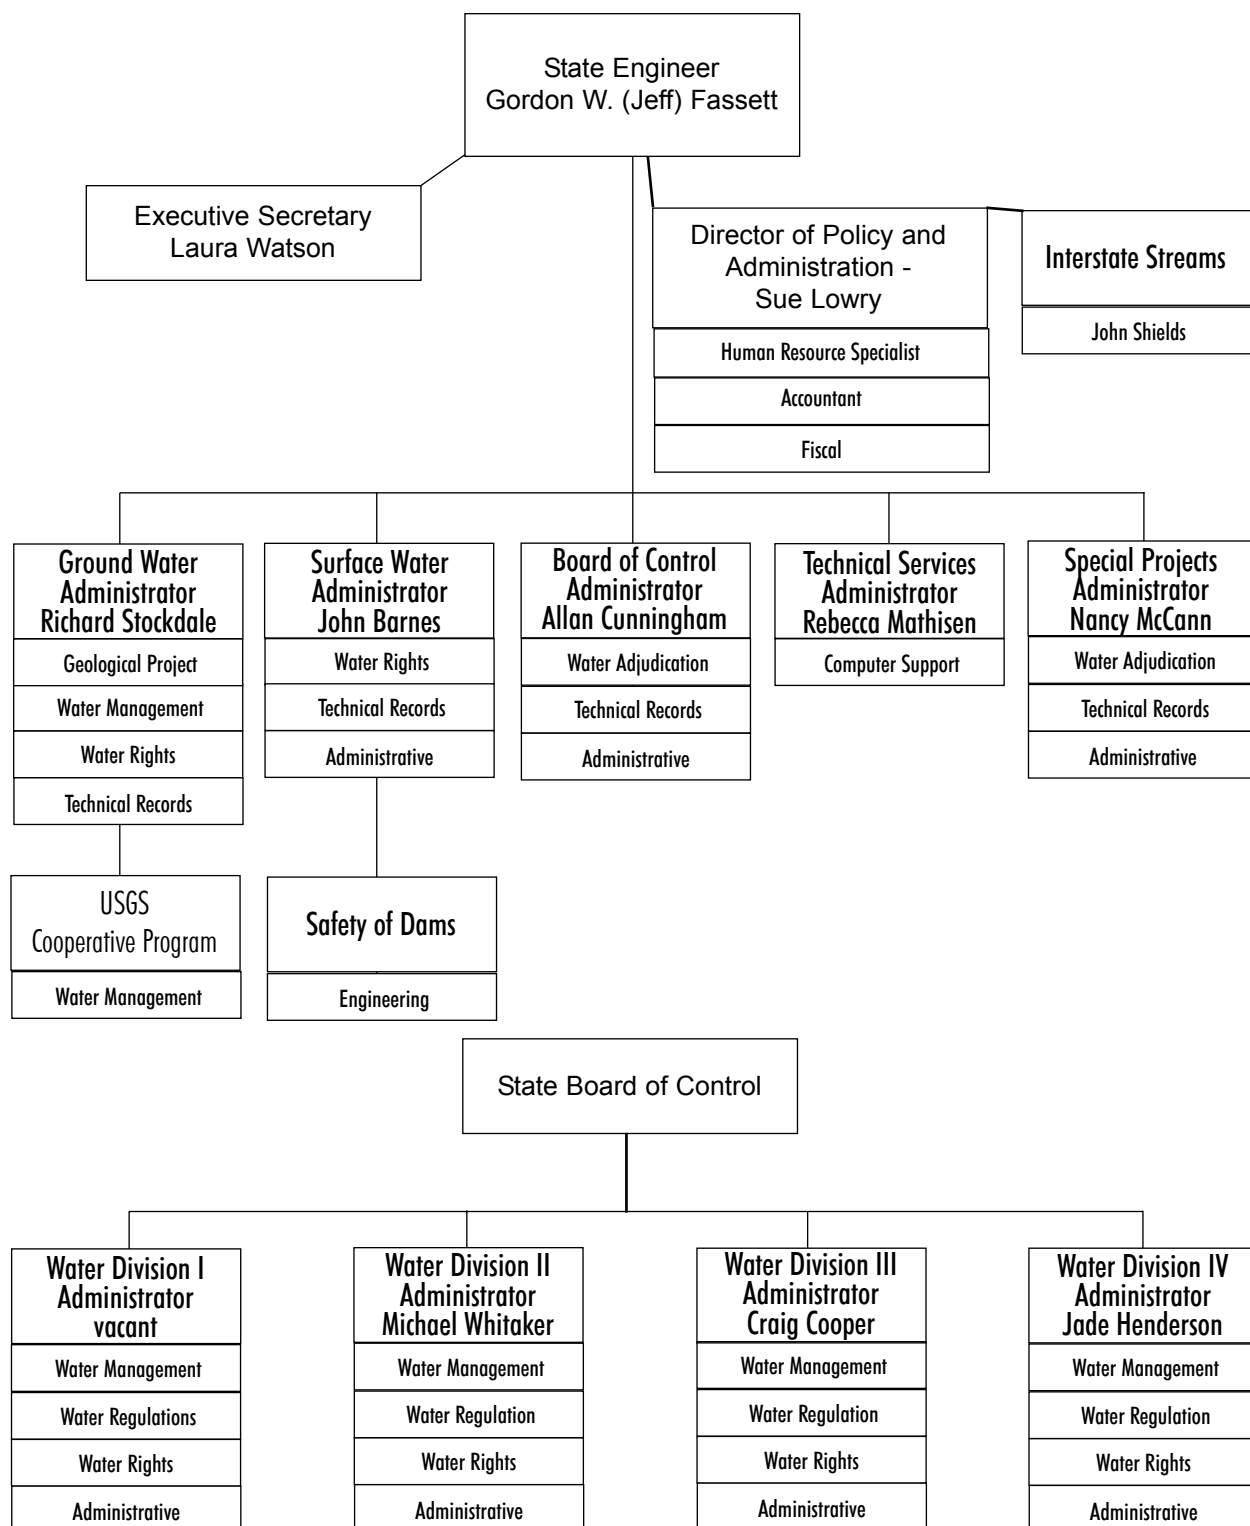 State Engineer
Gordon W. (Jeff) Fassett
Executive Secretary
Laura Watson
Director of Policy and
Administration -
Sue Lowry
Human Resource Specialist
Accountant
Fiscal
Interstate Streams
John Shields
Ground Water
Administrator
Richard Stockdale
Geological Project
Water Management
Water Rights
Technical Records
USGS
Cooperative Program
Water Management
Surface Water
Administrator
John Barnes
Water Rights
Technical Records
Administrative
Safety of Dams
Engineering
Board of Control
Administrator
Allan Cunningham
Water Adjudication
Technical Records
Administrative
Technical Services
Administrator
Rebecca Mathisen
Computer Support
Special Projects
Administrator
Nancy McCann
Water Adjudication
Technical Records
Administrative
State Board of Control
Water Division I
Administrator
vacant
Water Management
Water Regulations
Water Rights
Administrative
Water Division II
Administrator
Michael Whitaker
Water Management
Water Regulation
Water Rights
Administrative
Water Division III
Administrator
Craig Cooper
Water Management
Water Regulation
Water Rights
Administrative
Water Division IV
Administrator
Jade Henderson
Water Management
Water Regulation
Water Rights
Administrative